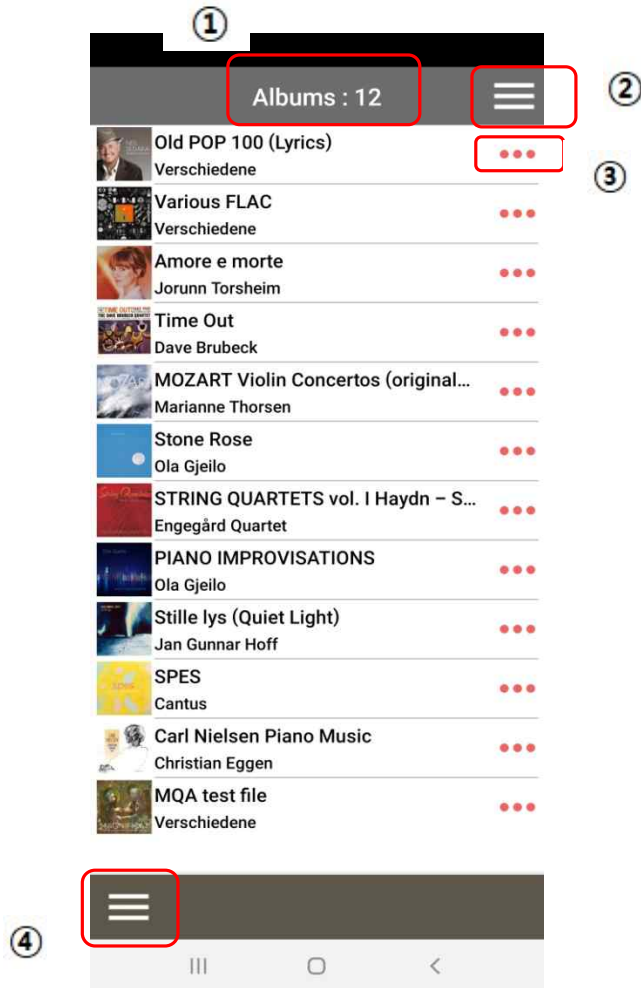 ①
Albums : 12
②
Old POP 100 (Lyrics)
Verschiedene
③
Various FLAC
Verschiedene
Amore e morte
Jorunn Torsheim
Time Out
Dave Brubeck
MOZART Violin Concertos (original...
Marianne Thorsen
Stone Rose
Ola Gjeilo
STRING QUARTETS vol. I Haydn – S...
Engegård Quartet
PIANO IMPROVISATIONS
Ola Gjeilo
Stille lys (Quiet Light)
Jan Gunnar Hoff
SPES
Cantus
Carl Nielsen Piano Music
Christian Eggen
MQA test file
Verschiedene
④